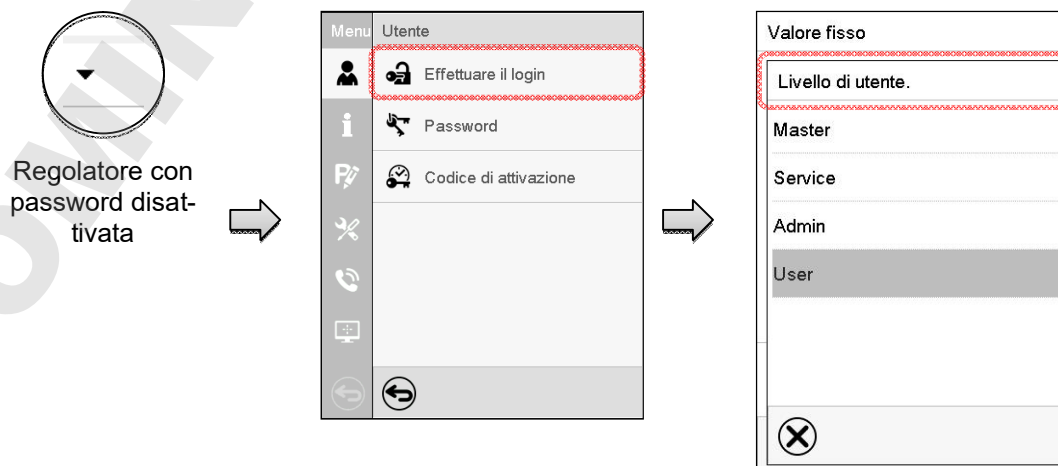 Regolatore con
password disat-
tivata
Menu
Utente
Effettuare il login
Password
Codice di attivazione
Valore fisso
Livello di utente.
Master
Service
Admin
User